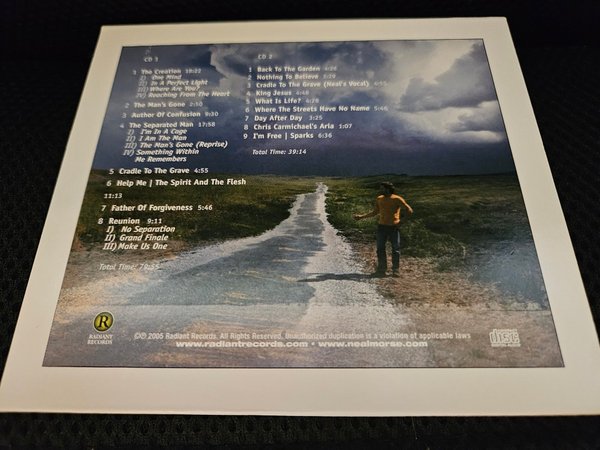 CD 1
1 The Creation 18:22
I) One Mind
II) In A Perfect Light
III) Where Are You?
IV) Reaching From The Heart
2 The Man's Gone 2:50
3 Author Of Confusion 9:30
4 The Separated Man 17:58
I) I'm In A Cage
II) I Am The Man
III) The Man's Gone (Reprise)
IV) Something Within
Me Remembers
5 Cradle To The Grave 4:55
6 Help Me | The Spirit And The Flesh
11:13
7 Father Of Forgiveness 5:46
8 Reunion 9:11
I) No Separation
II) Grand Finale
III) Make Us One
Total Time:
CD 2
1 Back To The Garden 4:26
2 Nothing To Believe
3 Cradle To The Grave (Neal's Vocal) 4:55
4 King Jesus 4:48
5 What Is Life? 4:26
6 Where The Streets Have No Name 5:46
7 Day After Day 3:25
8 Chris Carmichael's Aria 1:07
9 I'm Free | Sparks 6:36
Total Time: 39:14
R
RADIANT
RECORDS
©℗ 2005 Radiant Records. All Rights Reserved. Unauthorized duplication is a violation of applicable laws
www.radiantrecords.com • www.nealmorse.com
COMPACT
disc
DIGITAL AUDIO